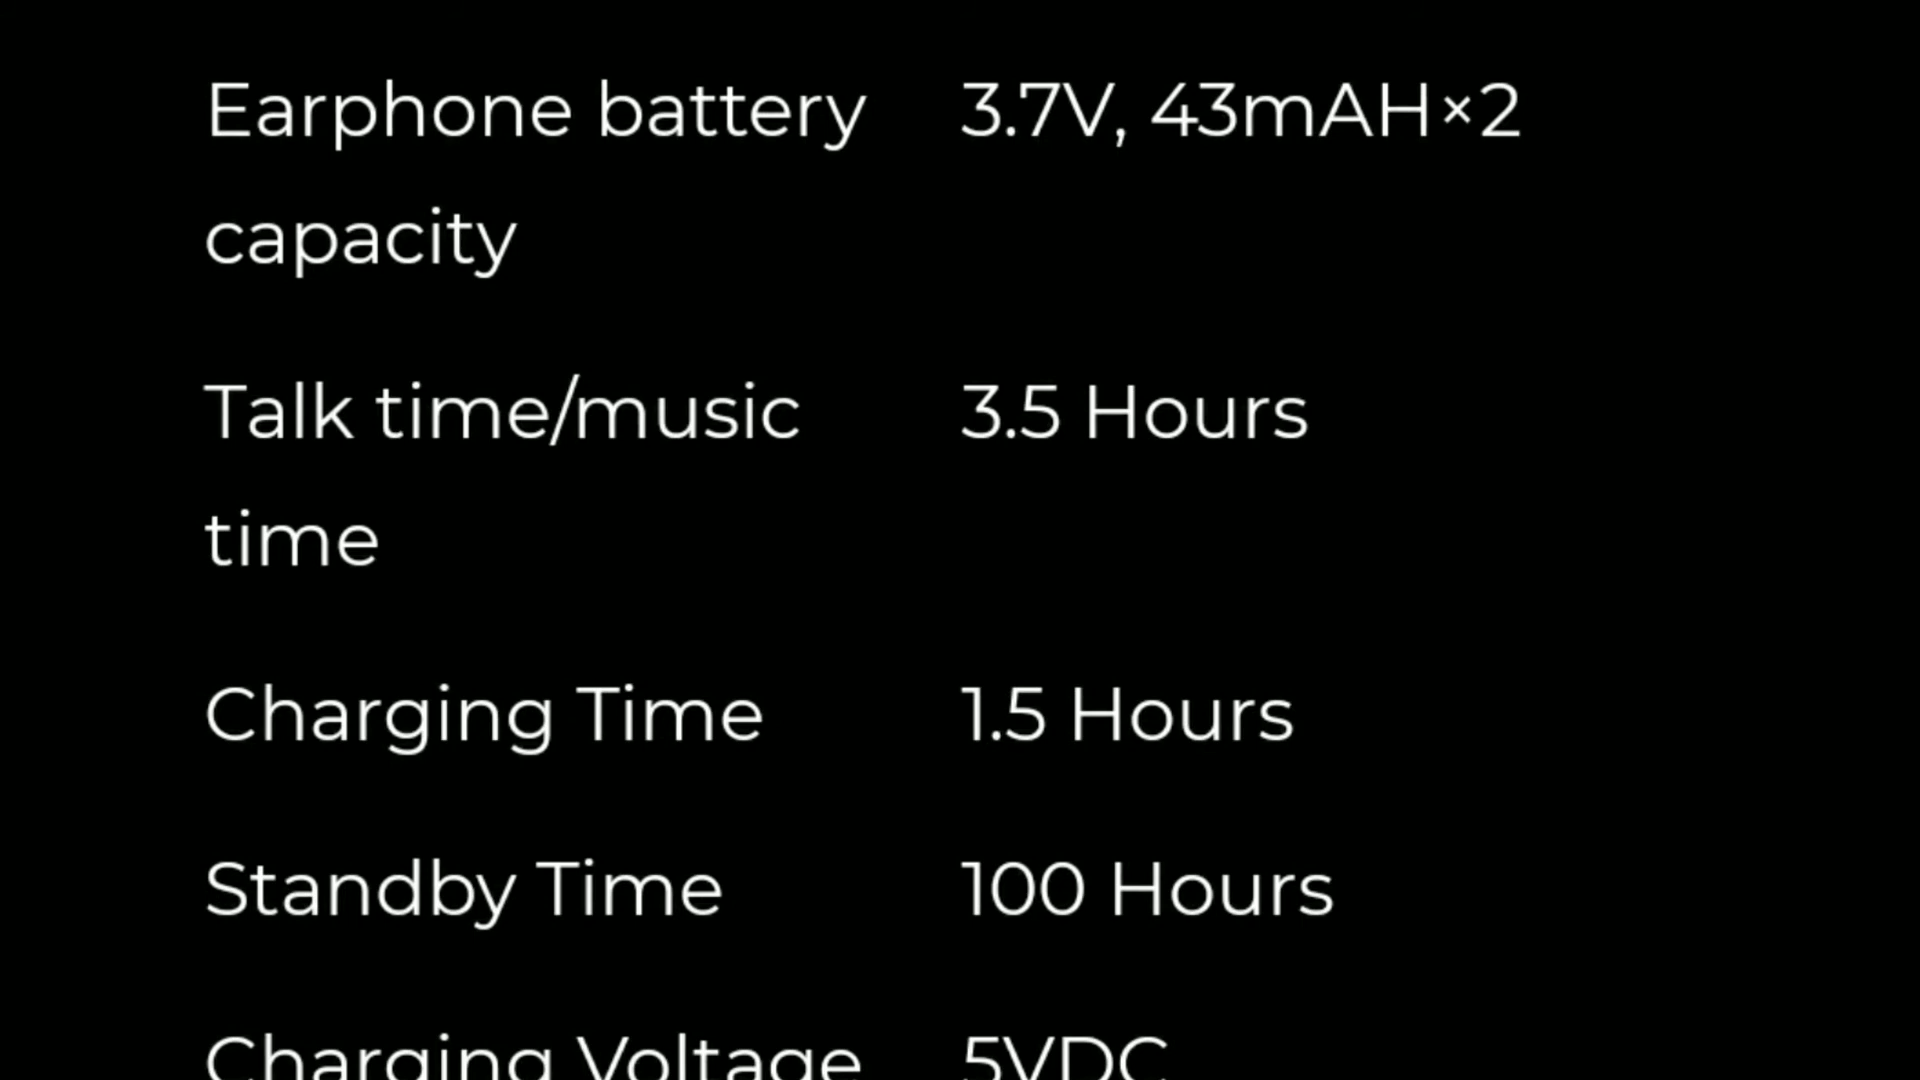 Earphone battery 3.7V, 43mAH×2
capacity
Talk time/music 3.5 Hours
time
Charging Time 1.5 Hours
Standby Time 100 Hours
Charging Voltage 5VDC